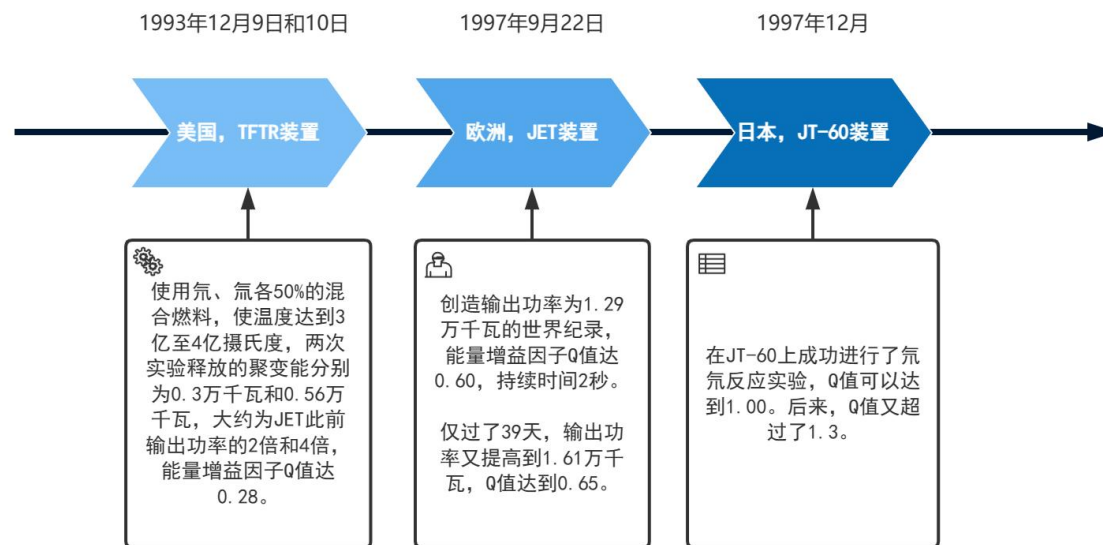 1993年12月9日和10日
1997年9月22日
1997年12月
美国，TFTR装置
欧洲，JET装置
日本，JT-60装置
使用氘、氚各50%的混
合燃料，使温度达到3
亿至4亿摄氏度，两次
实验释放的聚变能分别
为0.3万千瓦和0.56万
千瓦，大约为JET此前
输出功率的2倍和4倍，
能量增益因子Q值达
0.28。
创造输出功率为1.29
万千瓦的世界纪录，
能量增益因子Q值达
0.60，持续时间2秒。
仅过了39天，输出功
率又提高到1.61万千
瓦，Q值达到0.65。
在JT-60上成功进行了氘
氘反应实验，Q值可以达
到1.00。后来，Q值又超
过了1.3。